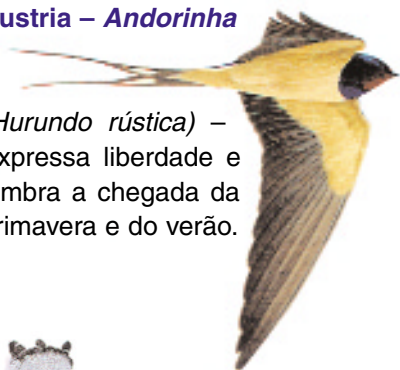 ustria – Andorinha
Hurundo rústica) –
xpressa liberdade e
mbra a chegada da
rimavera e do verão.